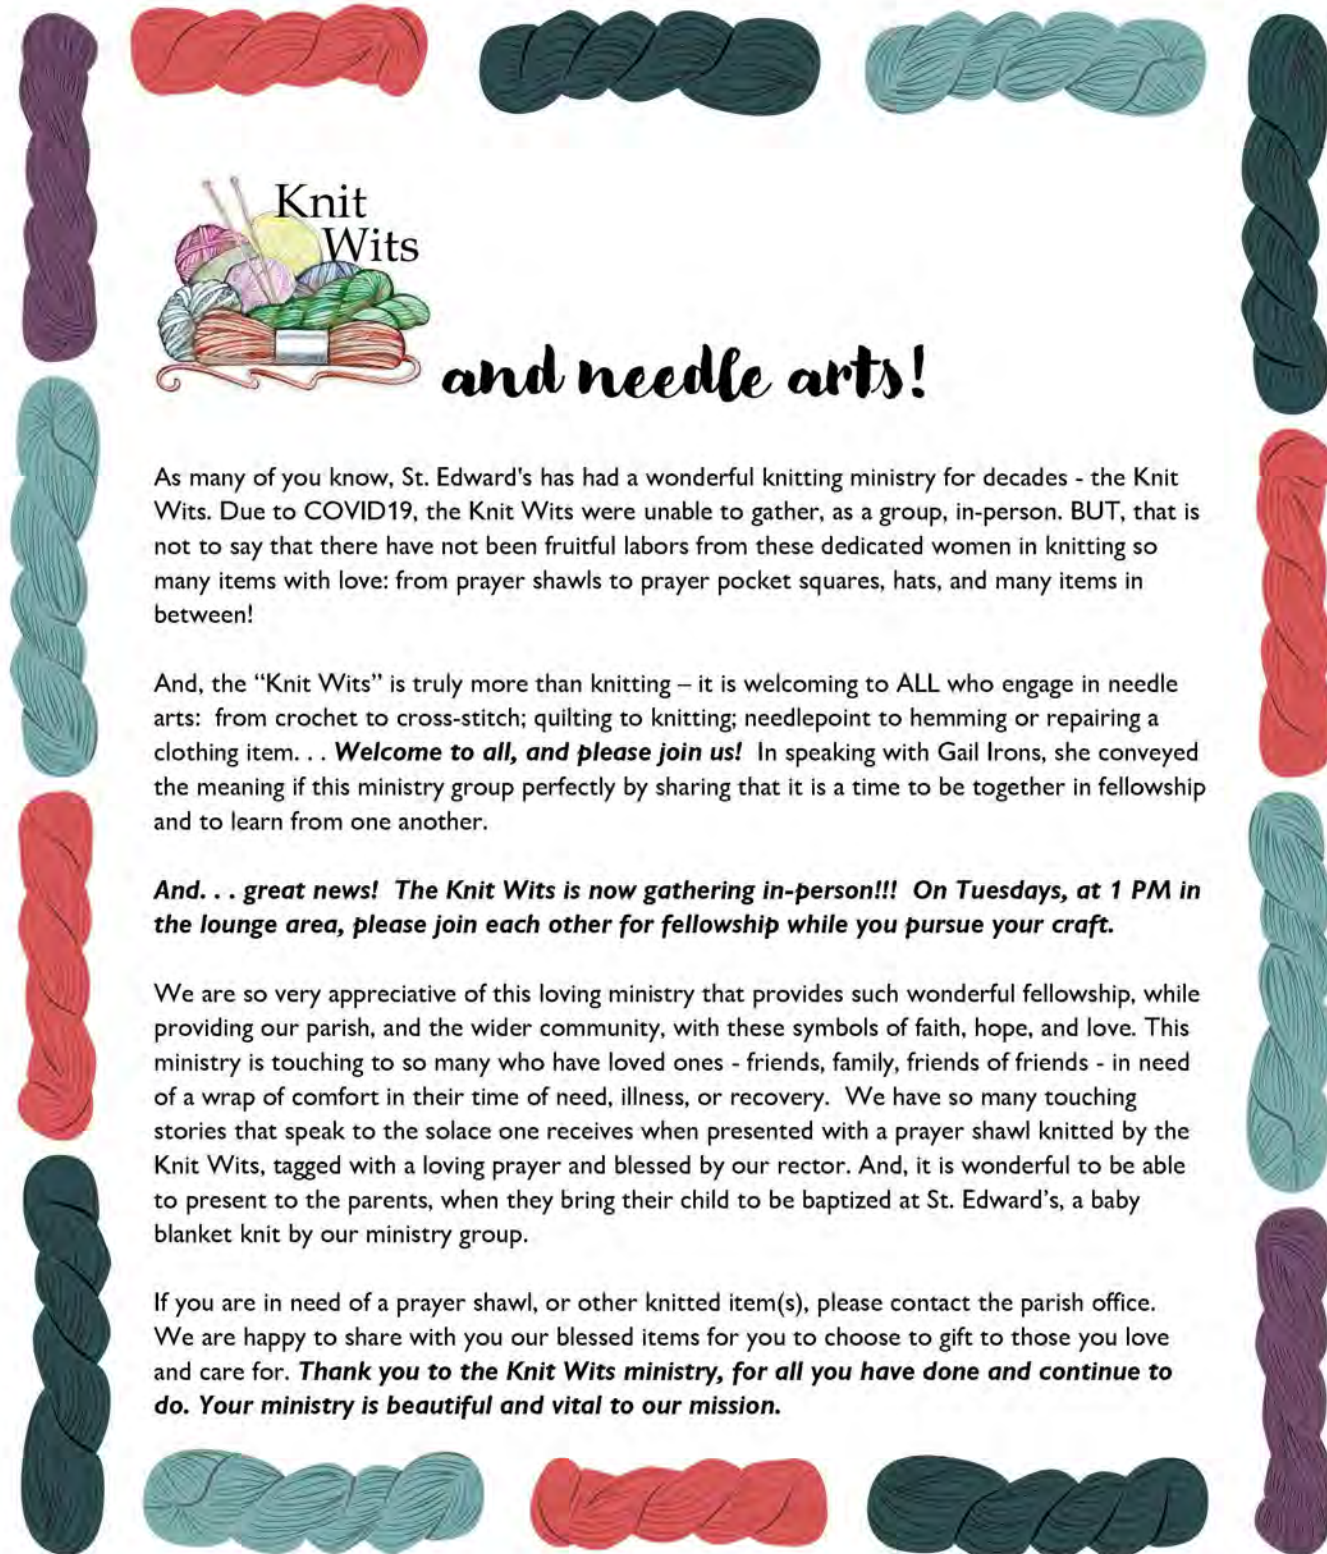 Knit
Wits
and needle arts!
As many of you know, St. Edward's has had a wonderful knitting ministry for decades - the Knit
Wits. Due to COVID19, the Knit Wits were unable to gather, as a group, in-person. BUT, that is
not to say that there have not been fruitful labors from these dedicated women in knitting so
many items with love: from prayer shawls to prayer pocket squares, hats, and many items in
between!
And, the “Knit Wits” is truly more than knitting – it is welcoming to ALL who engage in needle
arts:  from crochet to cross-stitch; quilting to knitting; needlepoint to hemming or repairing a
clothing item. . . Welcome to all, and please join us!  In speaking with Gail Irons, she conveyed
the meaning if this ministry group perfectly by sharing that it is a time to be together in fellowship
and to learn from one another.
And. . . great news!  The Knit Wits is now gathering in-person!!!  On Tuesdays, at 1 PM in
the lounge area, please join each other for fellowship while you pursue your craft.
We are so very appreciative of this loving ministry that provides such wonderful fellowship, while
providing our parish, and the wider community, with these symbols of faith, hope, and love. This
ministry is touching to so many who have loved ones - friends, family, friends of friends - in need
of a wrap of comfort in their time of need, illness, or recovery.  We have so many touching
stories that speak to the solace one receives when presented with a prayer shawl knitted by the
Knit Wits, tagged with a loving prayer and blessed by our rector. And, it is wonderful to be able
to present to the parents, when they bring their child to be baptized at St. Edward’s, a baby
blanket knit by our ministry group.
If you are in need of a prayer shawl, or other knitted item(s), please contact the parish office.
We are happy to share with you our blessed items for you to choose to gift to those you love
and care for. Thank you to the Knit Wits ministry, for all you have done and continue to
do. Your ministry is beautiful and vital to our mission.